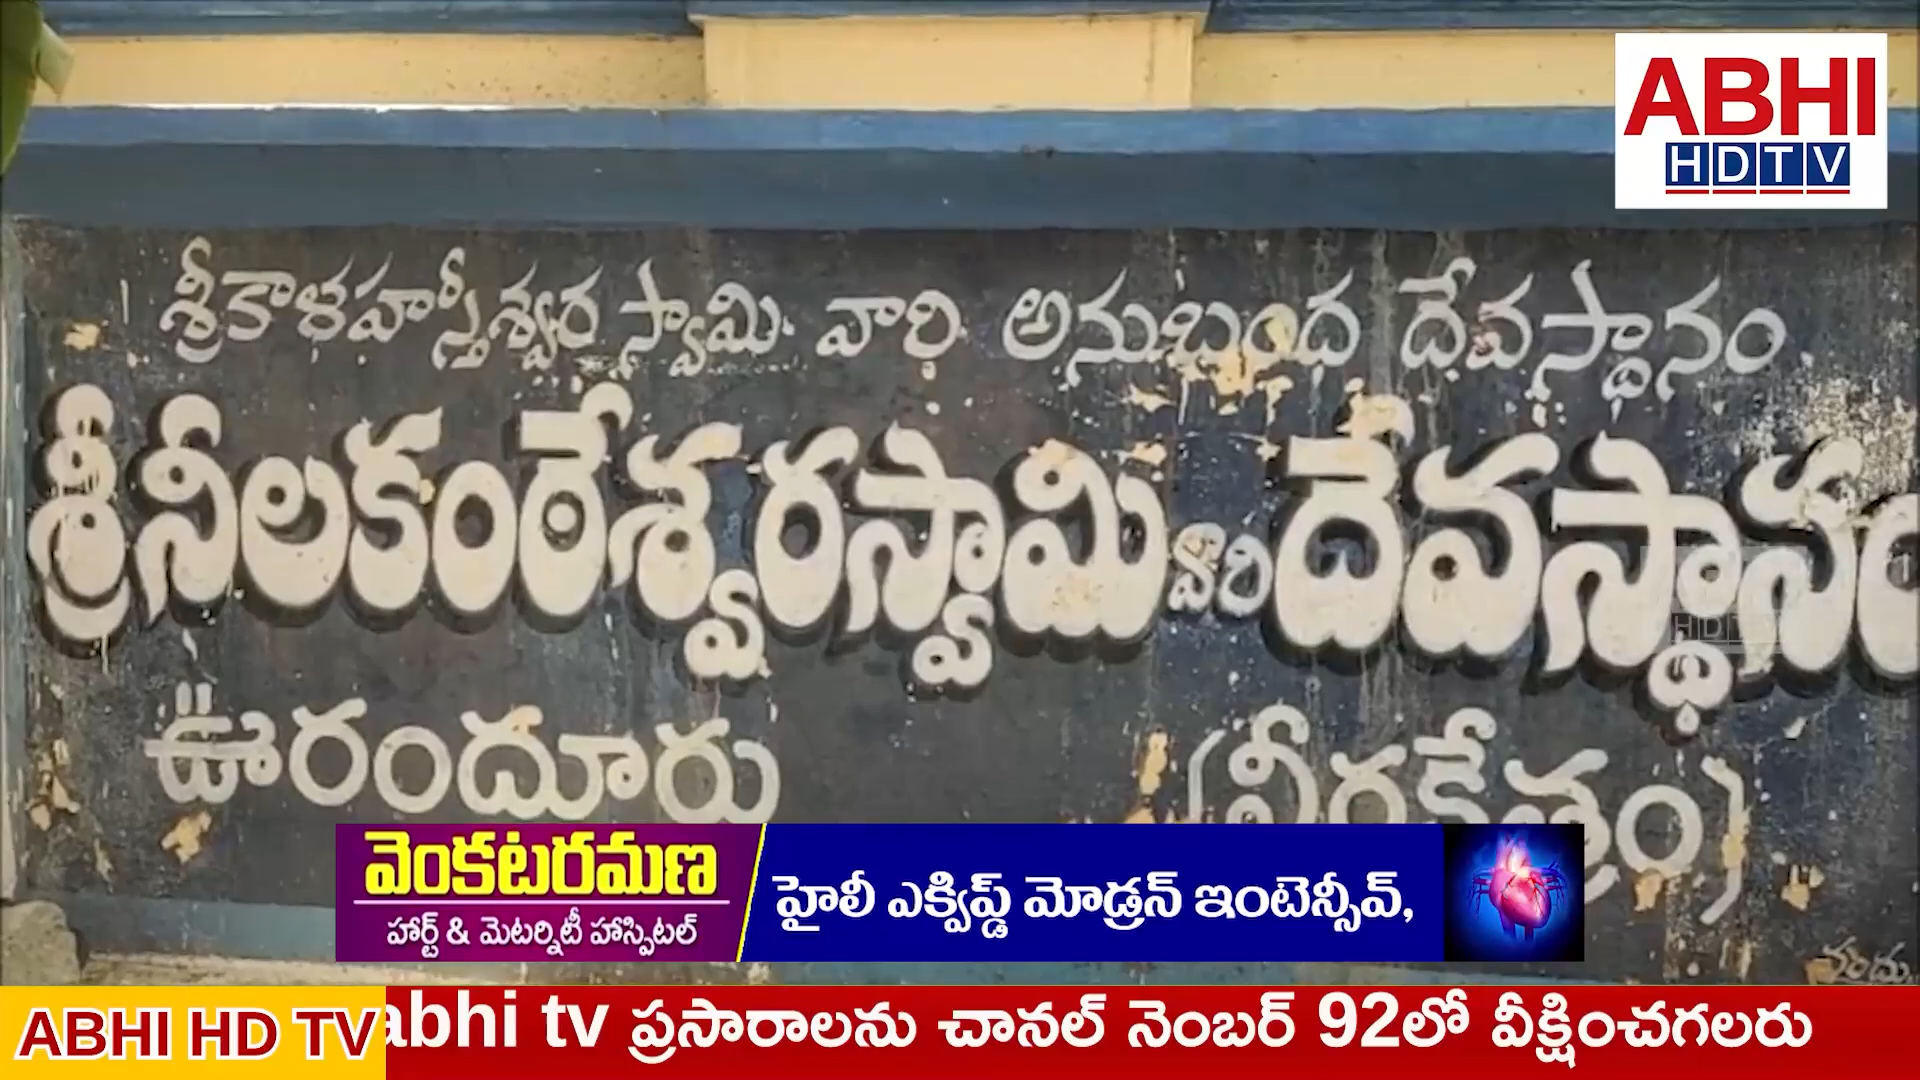 ABHI
HDTV
శ్రీకాళహస్తీశ్వర స్వామి వారి అనుబంధ దేవస్థానం
శ్రీ నీలకంఠేశ్వరస్వామి వారి దేవస్థానం
ఊరందూరు
(వీరక్షేత్రం)
వెంకటరమణ
హార్ట్ & మెటర్నిటీ హాస్పిటల్
హైలీ ఎక్విప్డ్ మోడ్రన్ ఇంటెన్సీవ్,
ABHI HD TV
abhi tv ప్రసారాలను చానల్ నెంబర్ 92లో వీక్షించగలరు